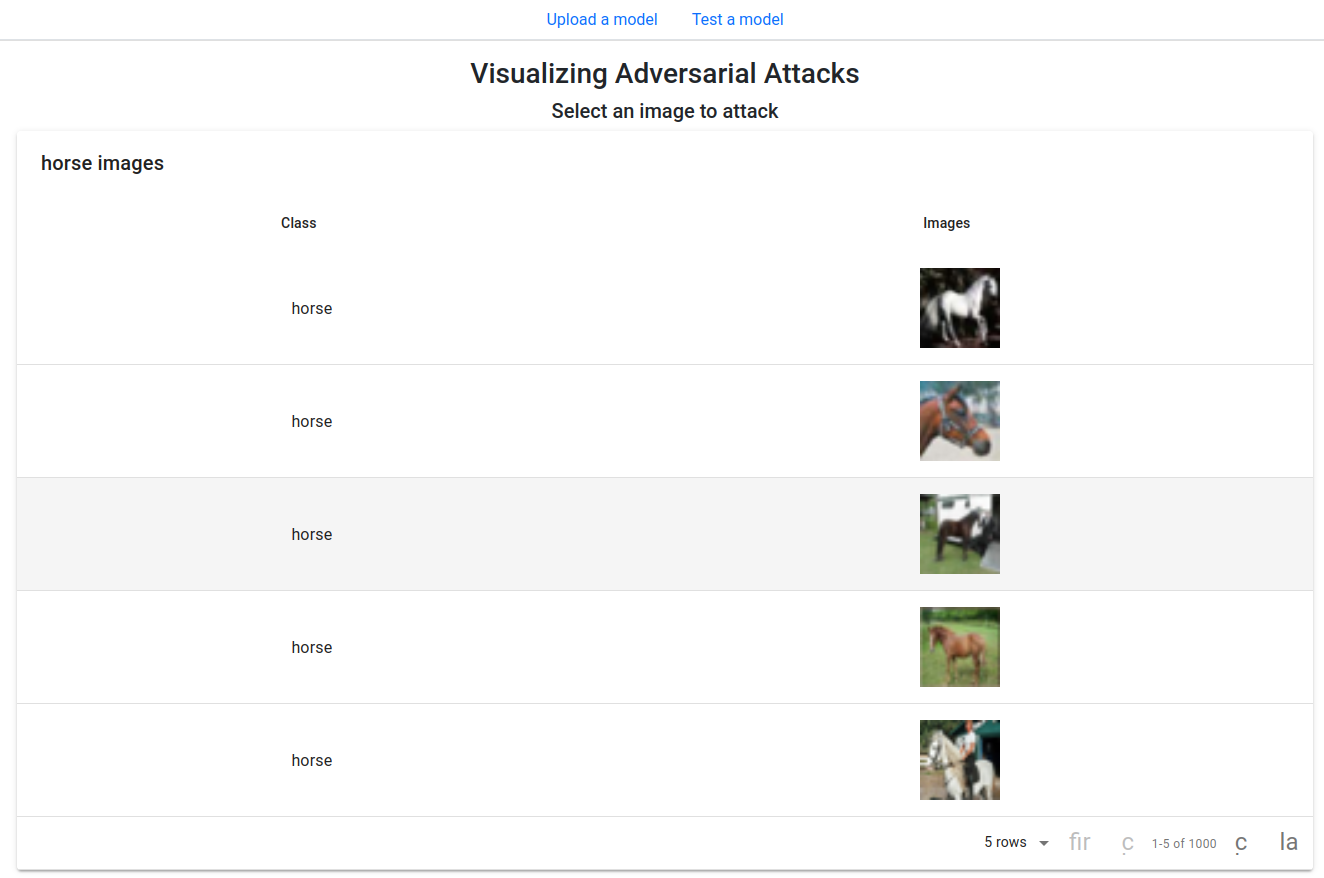 Upload a model Test a model
Visualizing Adversarial Attacks
Select an image to attack
horse images
Class Images
horse
horse
horse
horse
horse
5 rows fir 1-5 of 1000 la